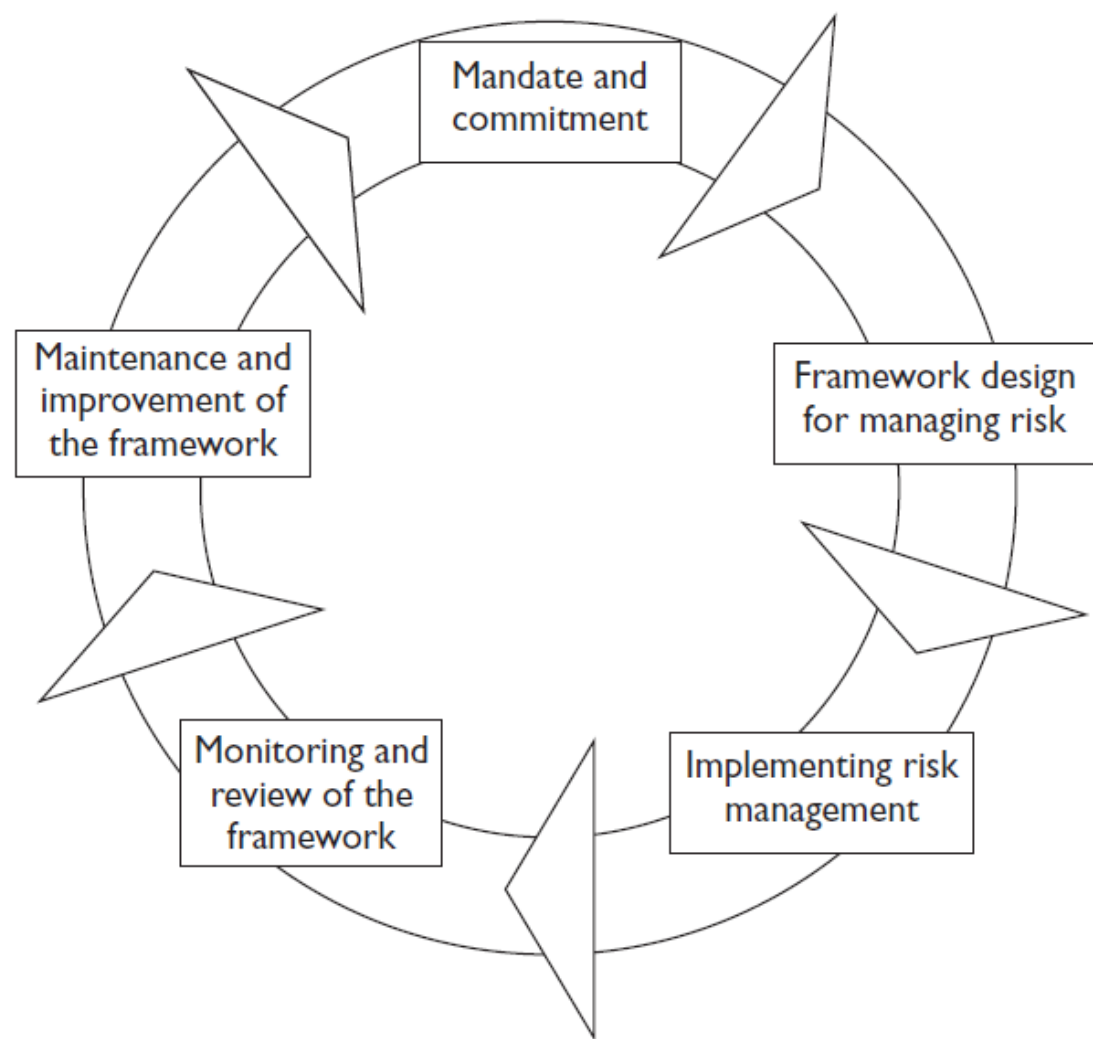 Mandate and
commitment
Framework design
for managing risk
Implementing risk
management
Monitoring and
review of the
framework
Maintenance and
improvement of
the framework